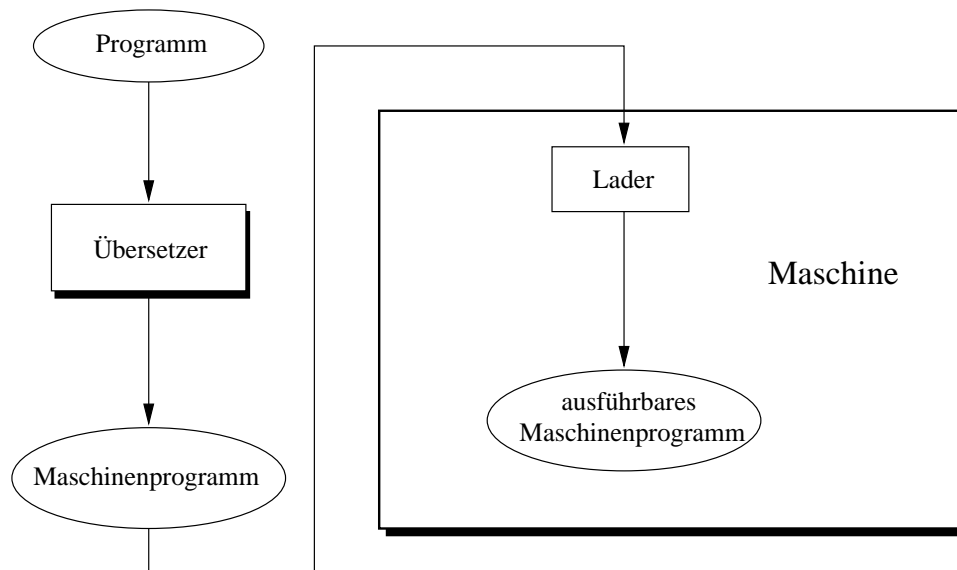 Programm
Übersetzer
Maschinenprogramm
Lader
Maschine
ausführbares
Maschinenprogramm